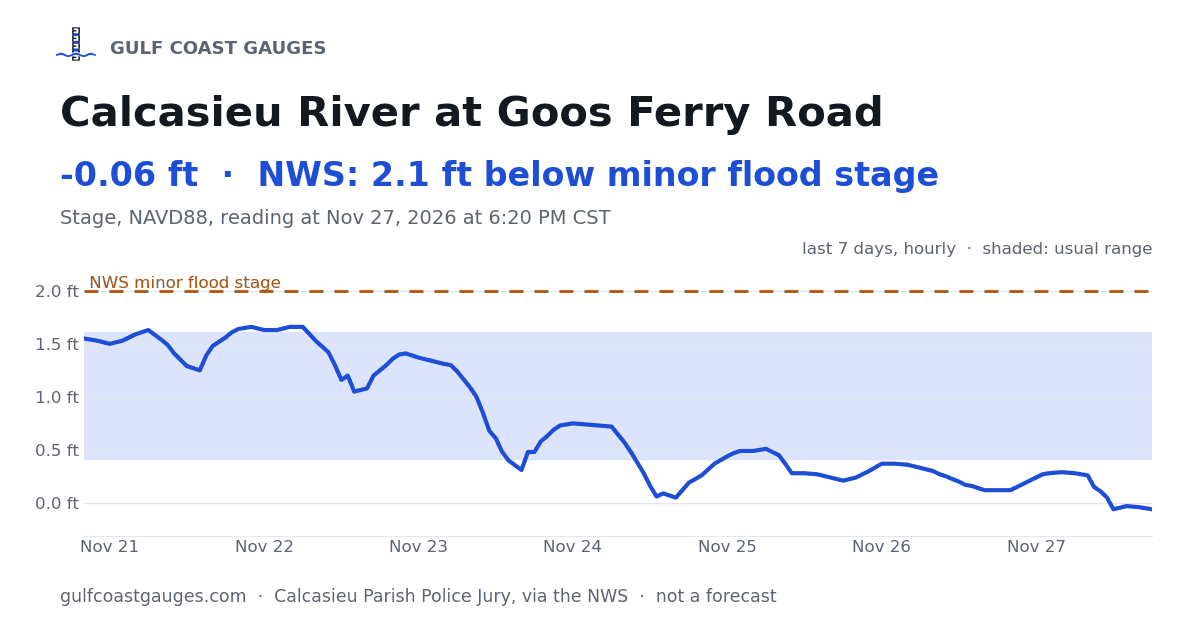 GULF COAST GAUGES
Calcasieu River at Goos Ferry Road
-0.06 ft · NWS: 2.1 ft below minor flood stage
Stage, NAVD88, reading at Nov 27, 2026 at 6:20 PM CST
last 7 days, hourly · shaded: usual range
NWS minor flood stage
2.0 ft
1.5 ft
1.0 ft
0.5 ft
0.0 ft
Nov 21 Nov 22 Nov 23 Nov 24 Nov 25 Nov 26 Nov 27
gulfcoastgauges.com · Calcasieu Parish Police Jury, via the NWS · not a forecast